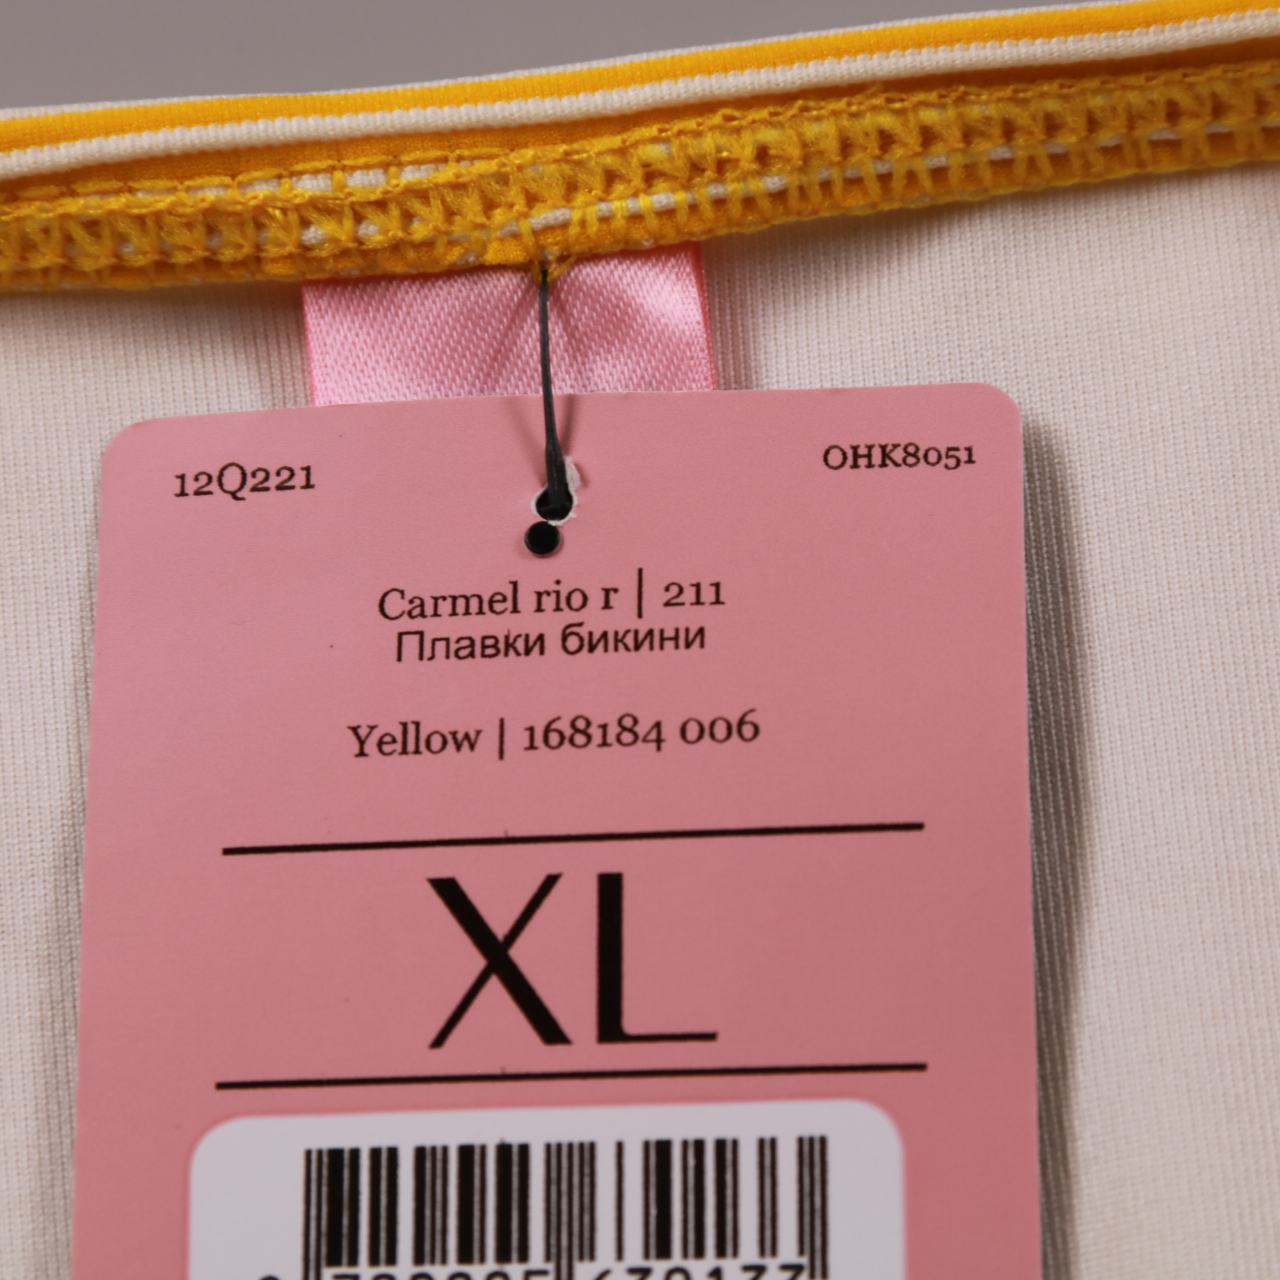 12Q221
OHK8051
Carmel rio r | 211
Плавки бикини
Yellow | 168184 006
XL